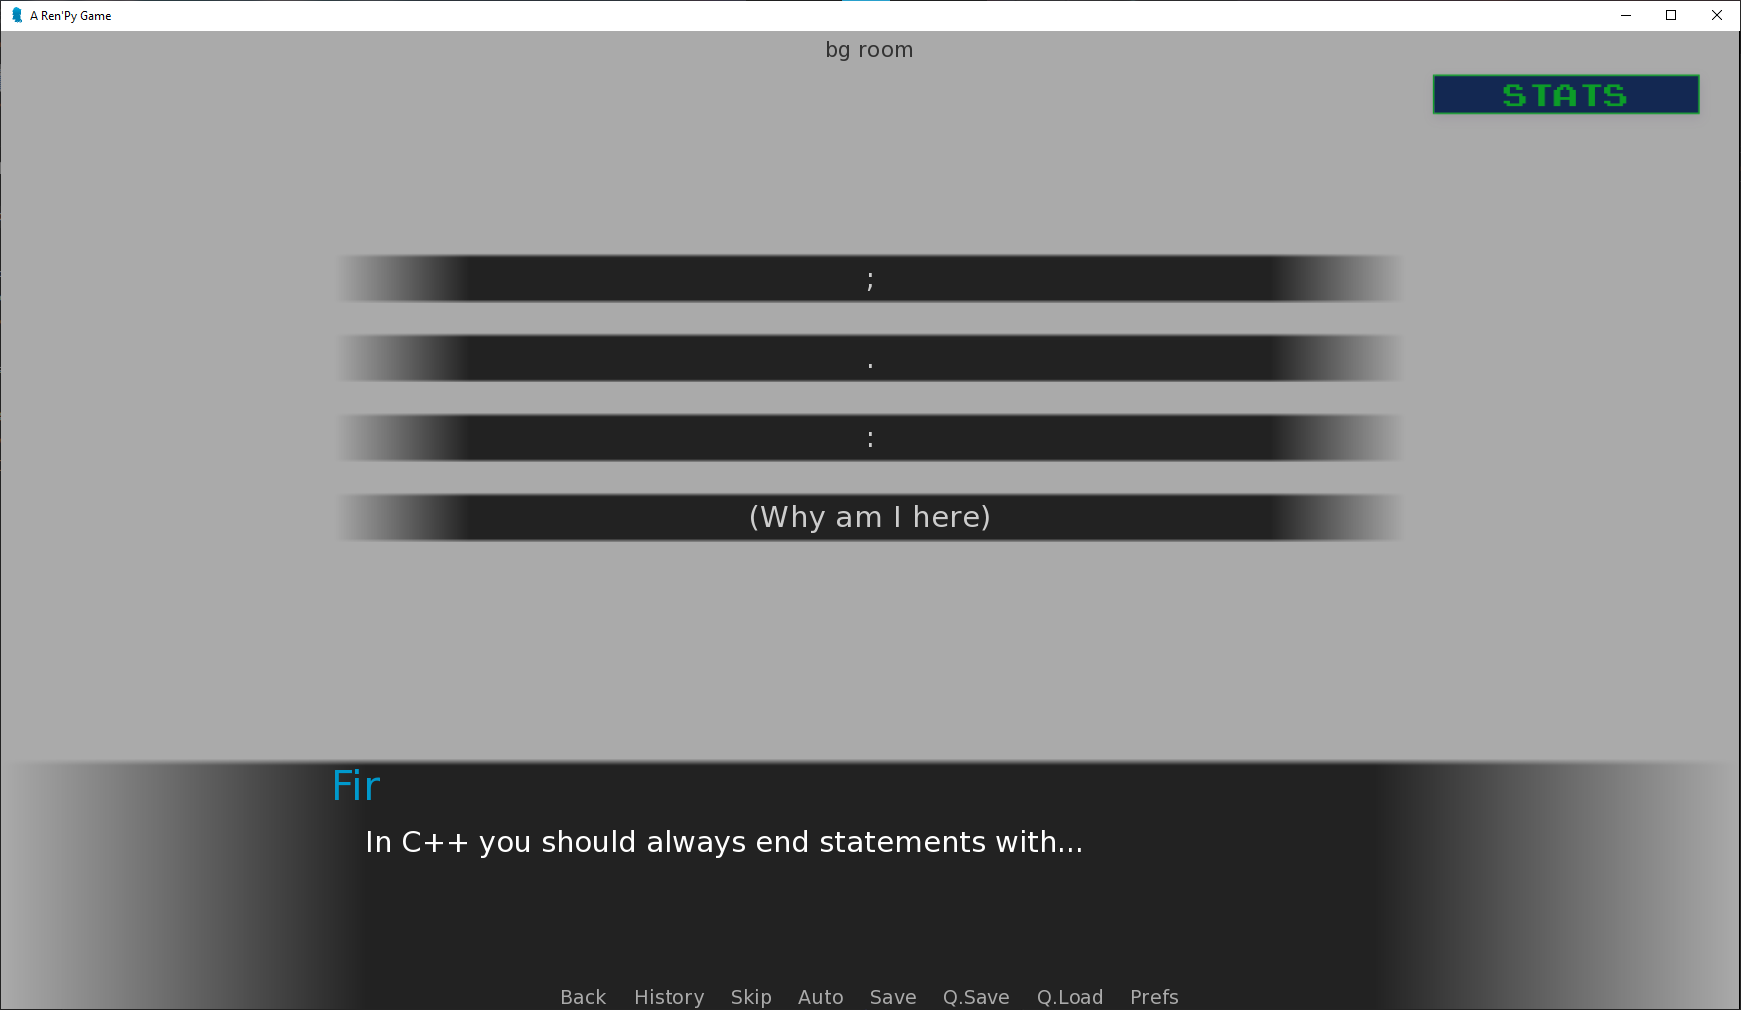 A Ren'Py Game
bg room
STATS
;
.
:
(Why am I here)
Fir
In C++ you should always end statements with...
Back History Skip Auto Save Q.Save Q.Load Prefs